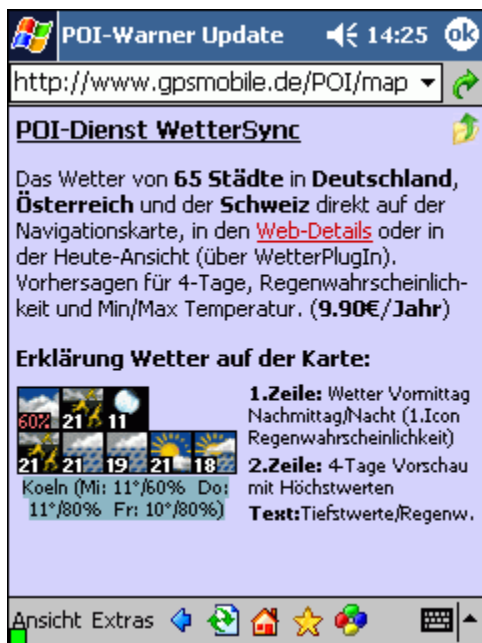 POI-Warner Update 14:25 ok
http://www.gpsmobile.de/POI/map
POI-Dienst WetterSync
Das Wetter von 65 Städte in Deutschland,
Österreich und der Schweiz direkt auf der
Navigationskarte, in den Web-Details oder in
der Heute-Ansicht (über WetterPlugIn).
Vorhersagen für 4-Tage, Regenwahrscheinlich-
keit und Min/Max Temperatur. (9.90€/Jahr)
Erklärung Wetter auf der Karte:
60% 21 11
21 21 19 21 18
Koeln (Mi: 11°/60% Do:
11°/80% Fr: 10°/80%)
1.Zeile: Wetter Vormittag
Nachmittag/Nacht (1.Icon
Regenwahrscheinlichkeit)
2.Zeile: 4-Tage Vorschau
mit Höchstwerten
Text:Tiefstwerte/Regenw.
Ansicht Extras